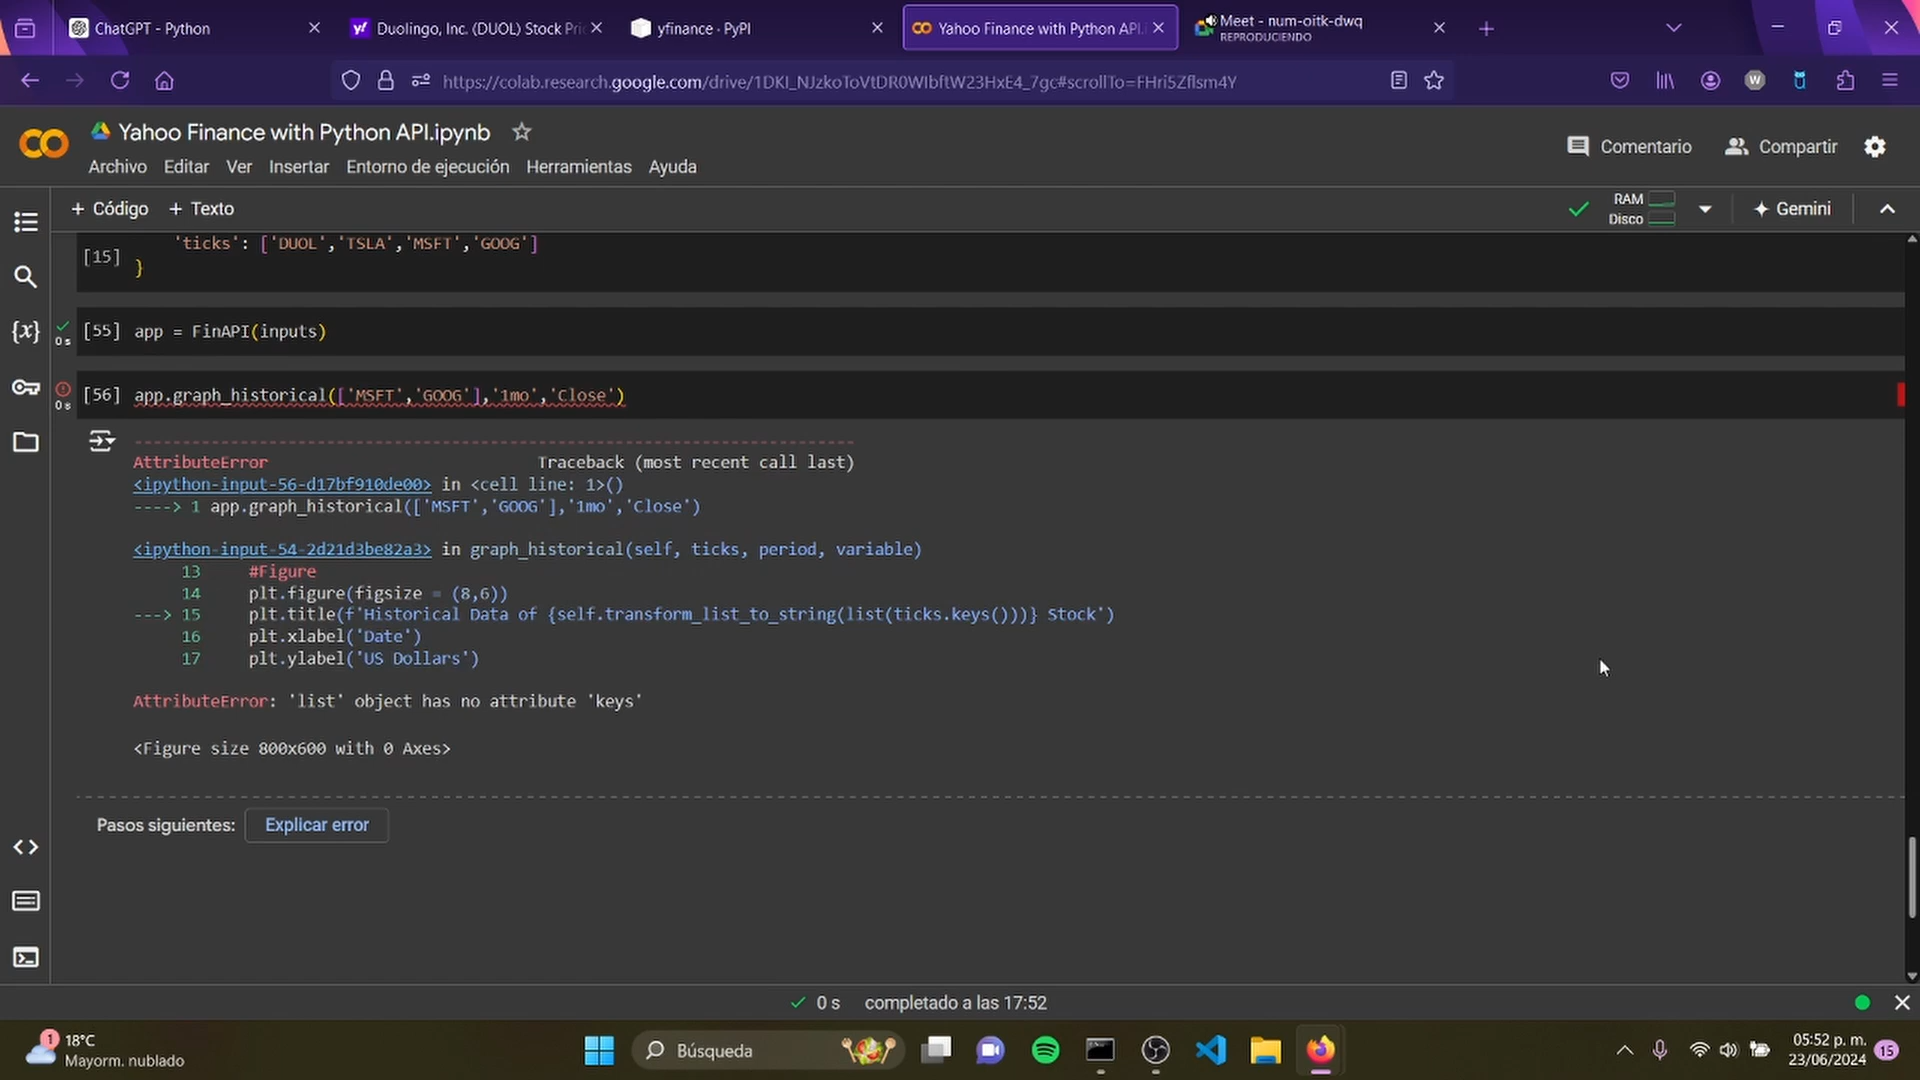 ChatGPT - Python
Duolingo, Inc. (DUOL) Stock Pri
yfinance · PyPI
Yahoo Finance with Python API.
Meet - num-oitk-dwq
REPRODUCIENDO
https://colab.research.google.com/drive/1DKI_NJzkoToVtDR0WIbftW23HxE4_7gc#scrollTo=FHri5Zflsm4Y
Yahoo Finance with Python API.ipynb
Comentario
Compartir
Archivo Editar Ver Insertar Entorno de ejecución Herramientas Ayuda
+ Código + Texto
RAM
Disco
Gemini
'ticks': ['DUOL','TSLA','MSFT','GOOG']
[15]
}
[55] app = FinAPI(inputs)
0 s
[56] app.graph_historical(['MSFT','GOOG'],'1mo','Close')
0 s
---------------------------------------------------------------------------
AttributeError Traceback (most recent call last)
<ipython-input-56-d17bf910de00> in <cell line: 1>()
----> 1 app.graph_historical(['MSFT','GOOG'],'1mo','Close')
<ipython-input-54-2d21d3be82a3> in graph_historical(self, ticks, period, variable)
13 #Figure
14 plt.figure(figsize = (8,6))
---> 15 plt.title(f'Historical Data of {self.transform_list_to_string(list(ticks.keys()))} Stock')
16 plt.xlabel('Date')
17 plt.ylabel('US Dollars')
AttributeError: 'list' object has no attribute 'keys'
<Figure size 800x600 with 0 Axes>
Pasos siguientes: Explicar error
0 s completado a las 17:52
1
18°C
Mayorm. nublado
W
Búsqueda
05:52 p. m.
23/06/2024
15